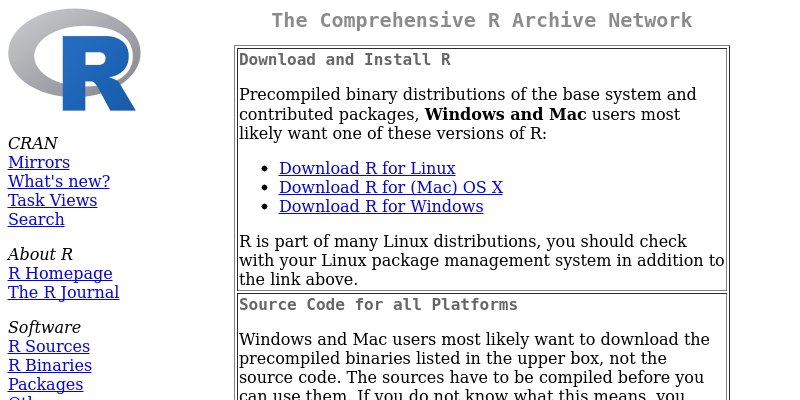 The Comprehensive R Archive Network
R
CRAN
Mirrors
What's new?
Task Views
Search
About R
R Homepage
The R Journal
Software
R Sources
R Binaries
Packages
Download and Install R
Precompiled binary distributions of the base system and
contributed packages, Windows and Mac users most
likely want one of these versions of R:
Download R for Linux
Download R for (Mac) OS X
Download R for Windows
R is part of many Linux distributions, you should check
with your Linux package management system in addition to
the link above.
Source Code for all Platforms
Windows and Mac users most likely want to download the
precompiled binaries listed in the upper box, not the
source code. The sources have to be compiled before you
can use them. If you do not know what this means, you